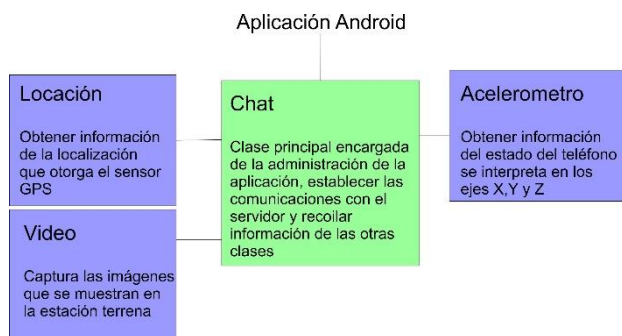 Aplicación Android
Locación
Obtener información
de la localización
que otorga el sensor
GPS
Video
Captura las imágenes
que se muestran en
la estación terrena
Chat
Clase principal encargada
de la administración de la
aplicación, establecer las
comunicaciones con el
servidor y recoilar
información de las otras
clases
Acelerometro
Obtener información
del estado del teléfono
se interpreta en los
ejes X,Y y Z